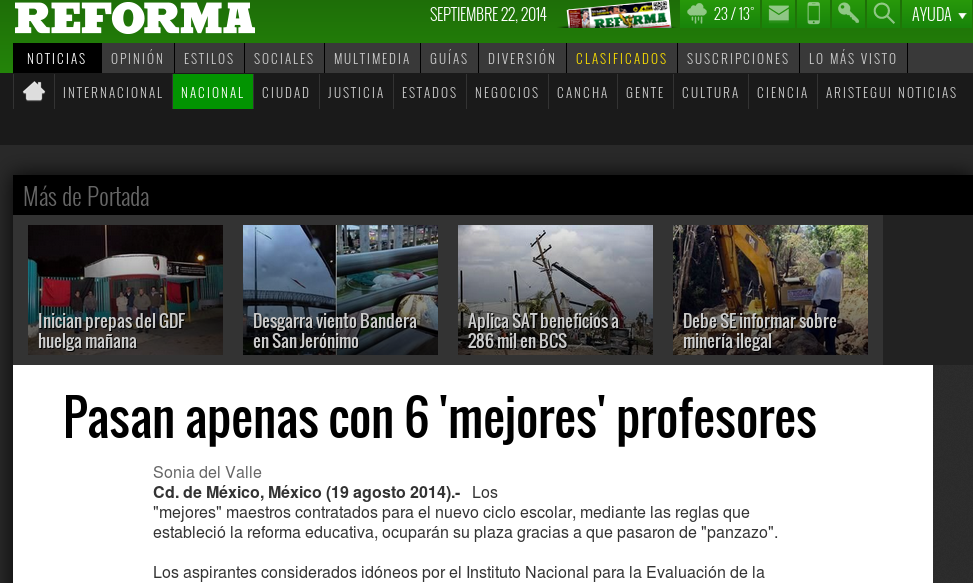 REFORMA
SEPTIEMBRE 22, 2014
REFORMA
23 / 13°
AYUDA
NOTICIAS OPINIÓN ESTILOS SOCIALES MULTIMEDIA GUÍAS DIVERSIÓN CLASIFICADOS SUSCRIPCIONES LO MÁS VISTO
INTERNACIONAL NACIONAL CIUDAD JUSTICIA ESTADOS NEGOCIOS CANCHA GENTE CULTURA CIENCIA ARISTEGUI NOTICIAS
Más de Portada
Inician prepas del GDF
huelga mañana
Desgarra viento Bandera
en San Jerónimo
Aplica SAT beneficios a
286 mil en BCS
Debe SE informar sobre
minería ilegal
Pasan apenas con 6 'mejores' profesores
Sonia del Valle
Cd. de México, México (19 agosto 2014).- Los
"mejores" maestros contratados para el nuevo ciclo escolar, mediante las reglas que
estableció la reforma educativa, ocuparán su plaza gracias a que pasaron de "panzazo".
Los aspirantes considerados idóneos por el Instituto Nacional para la Evaluación de la